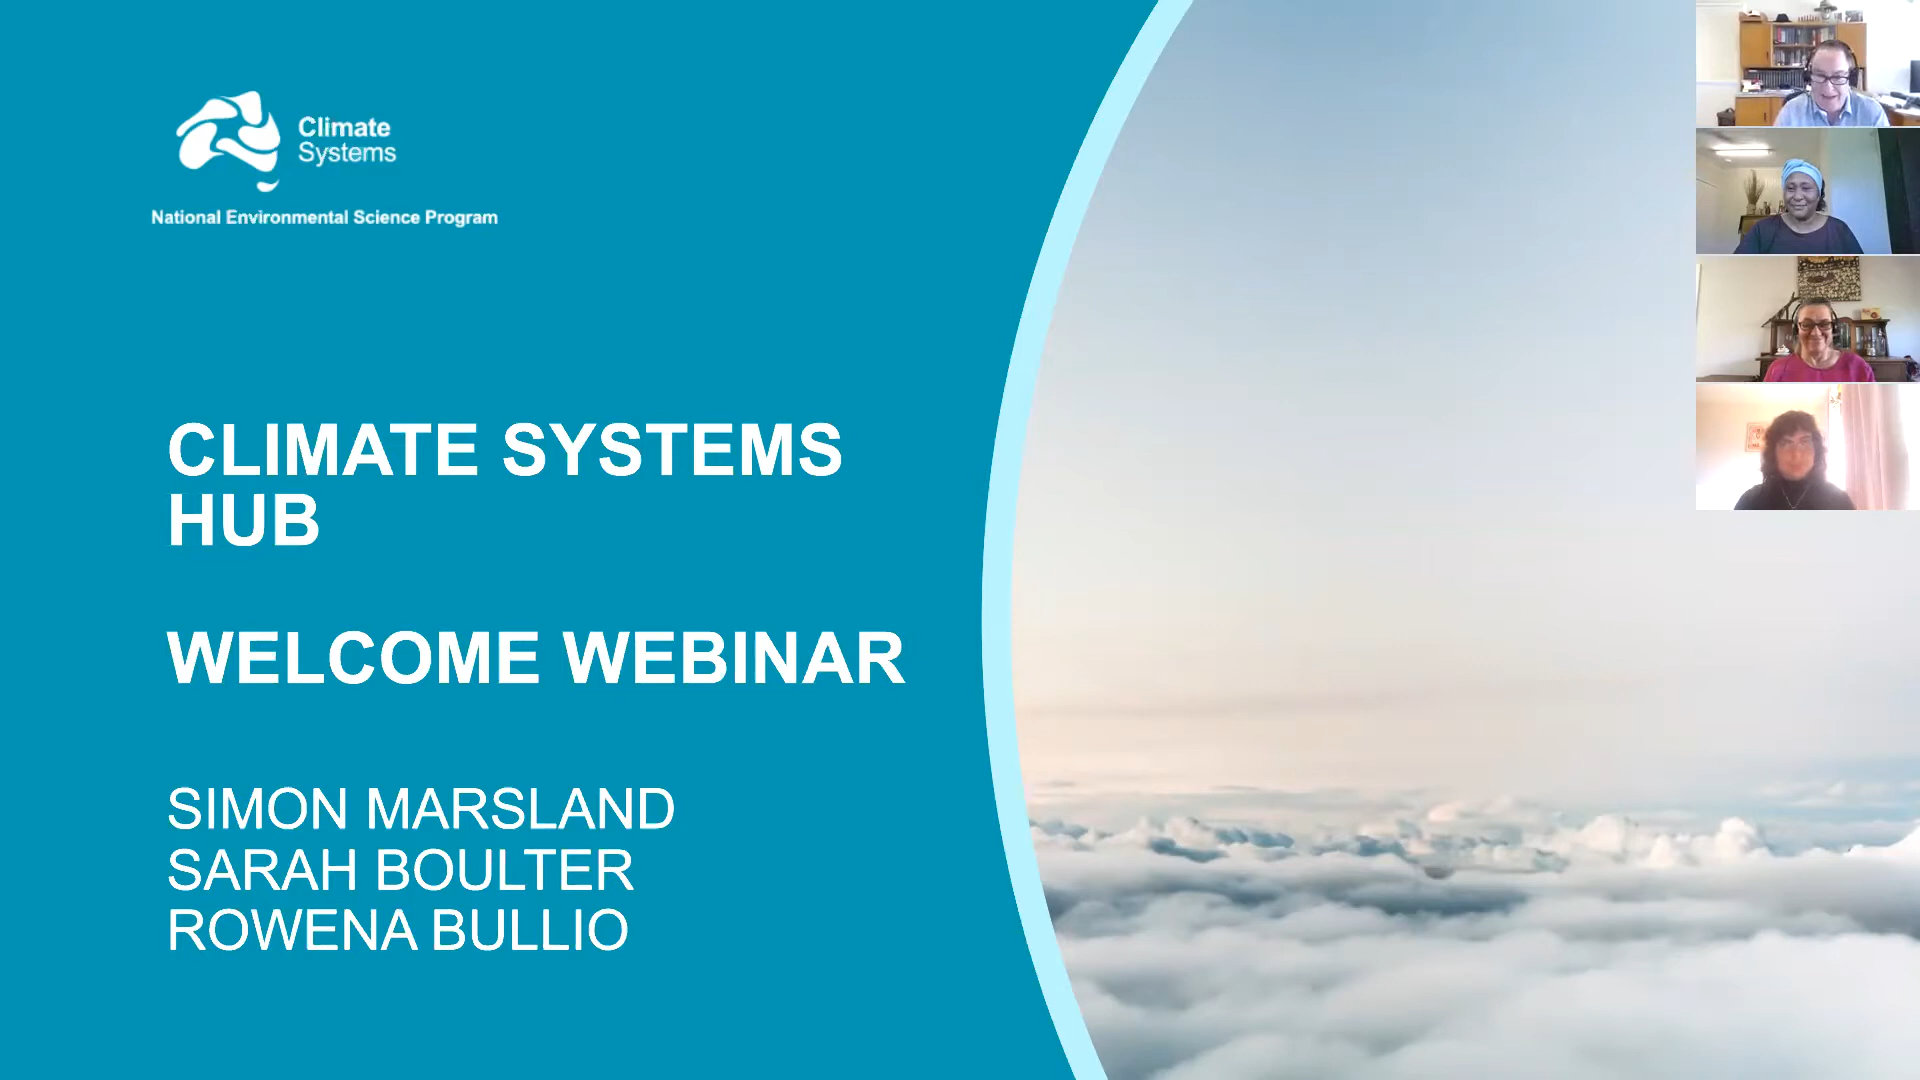 Climate
Systems
National Environmental Science Program
CLIMATE SYSTEMS
HUB
WELCOME WEBINAR
SIMON MARSLAND
SARAH BOULTER
ROWENA BULLIO